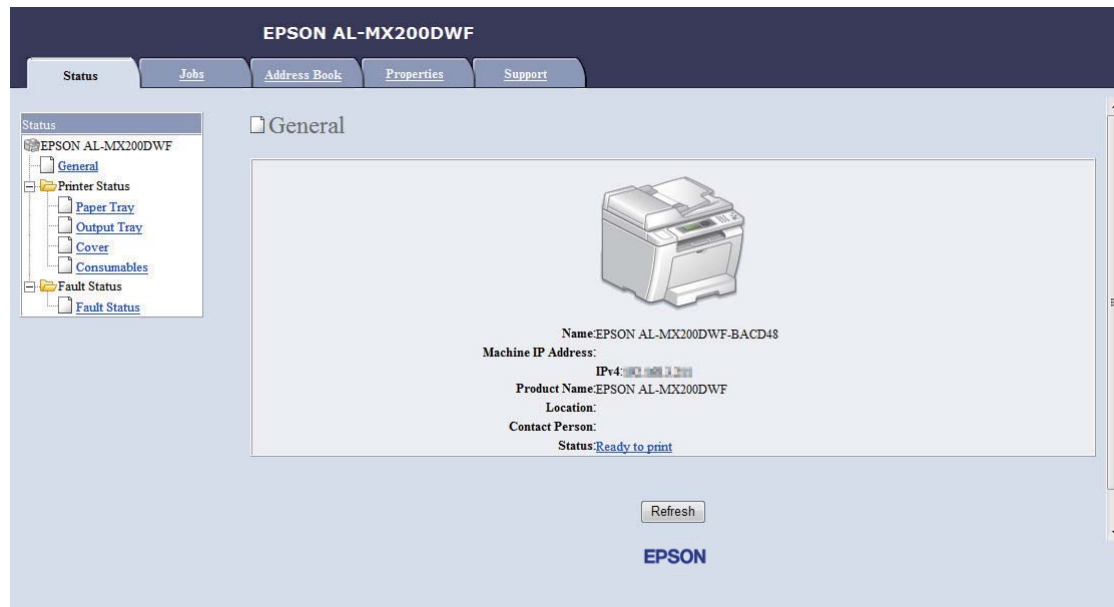 EPSON AL-MX200DWF
Status Jobs Address Book Properties Support
Status
EPSON AL-MX200DWF
General
Printer Status
Paper Tray
Output Tray
Cover
Consumables
Fault Status
Fault Status
General
Name:EPSON AL-MX200DWF-BACD48
Machine IP Address:
IPv4:
Product Name:EPSON AL-MX200DWF
Location:
Contact Person:
Status:Ready to print
Refresh
EPSON